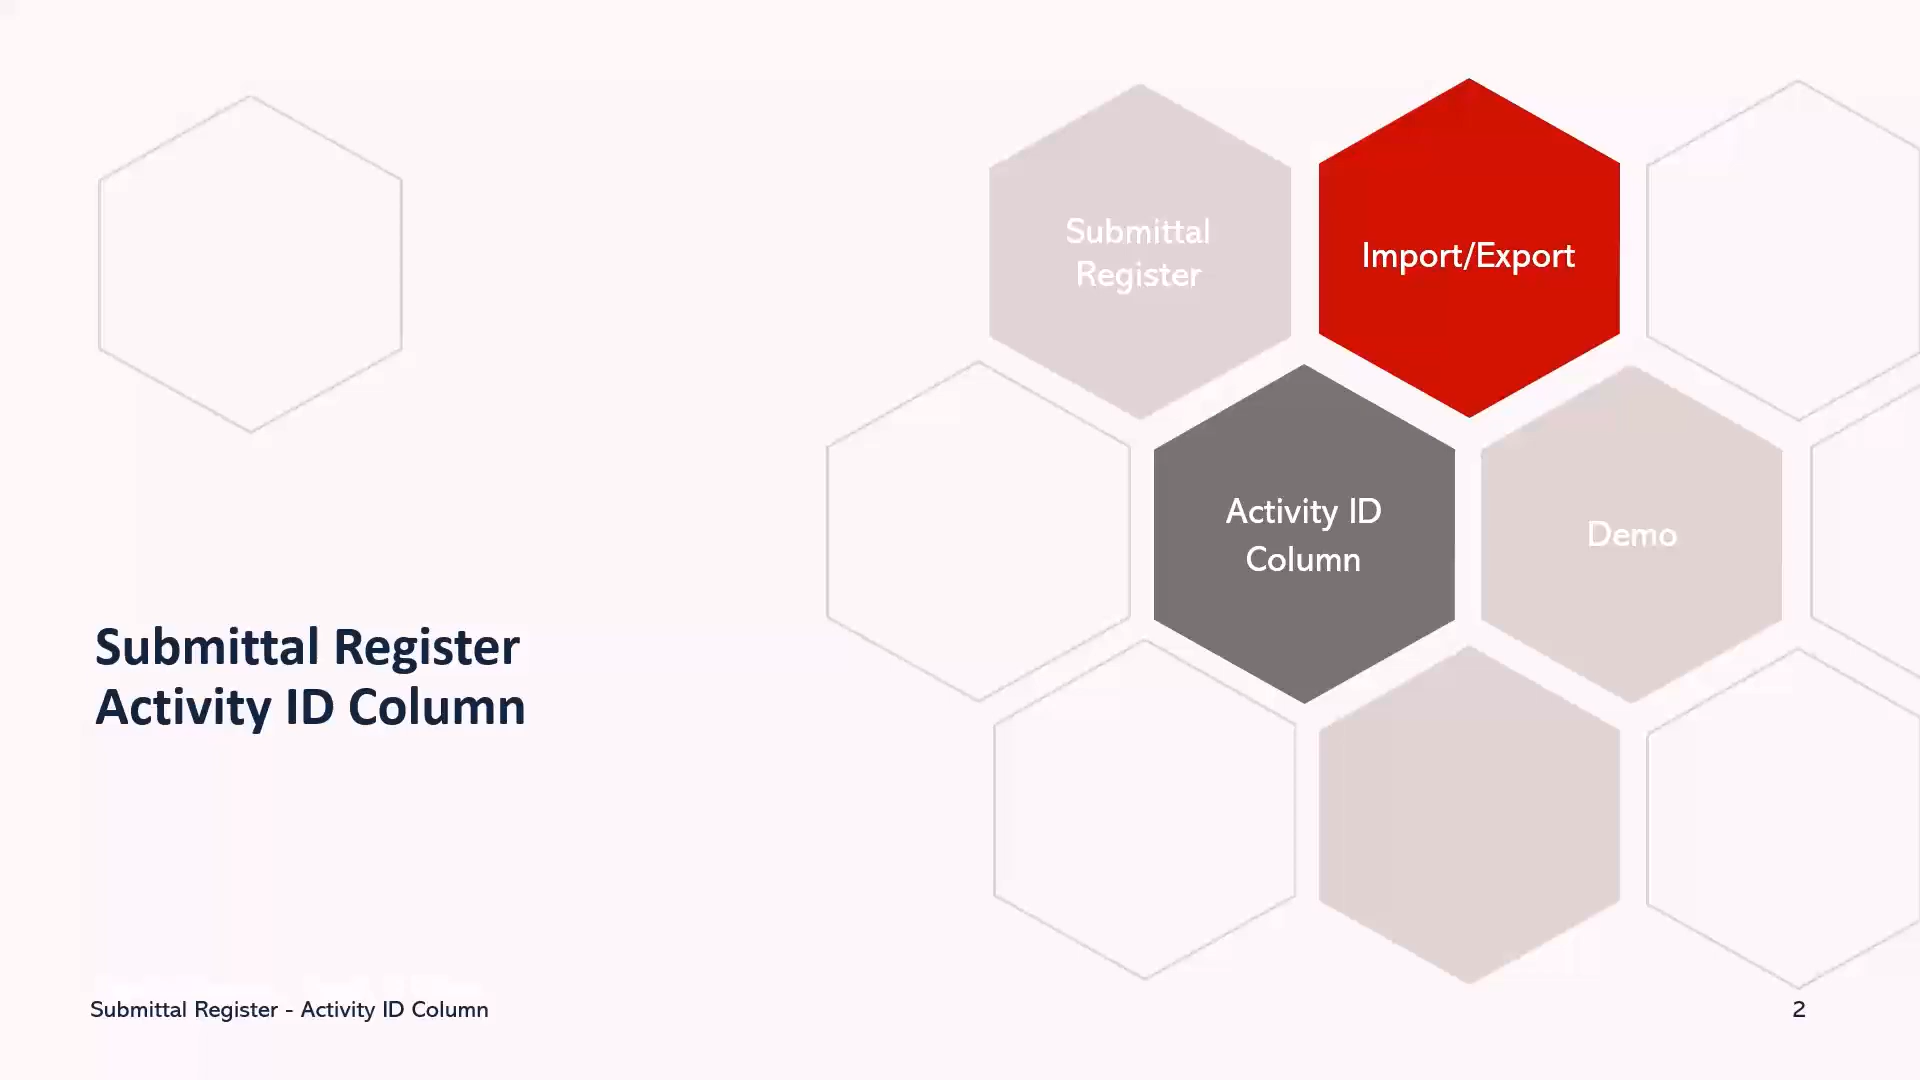 Submittal
Register
Import/Export
Activity ID
Column
Demo
Submittal Register
Activity ID Column
Submittal Register - Activity ID Column
2